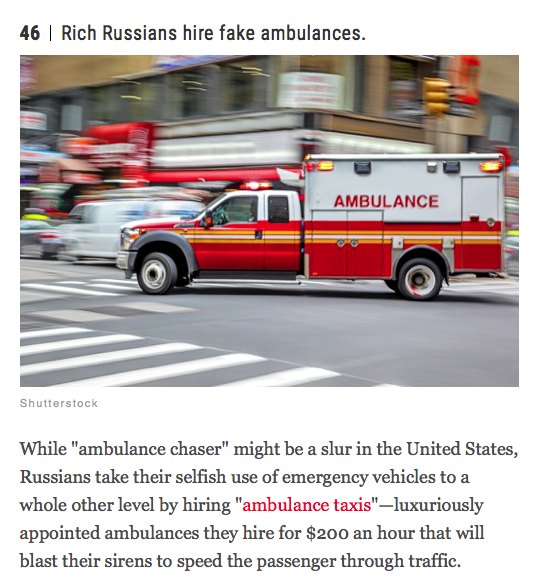 46 | Rich Russians hire fake ambulances.
AMBULANCE
Shutterstock
While "ambulance chaser" might be a slur in the United States,
Russians take their selfish use of emergency vehicles to a
whole other level by hiring "ambulance taxis"—luxuriously
appointed ambulances they hire for $200 an hour that will
blast their sirens to speed the passenger through traffic.